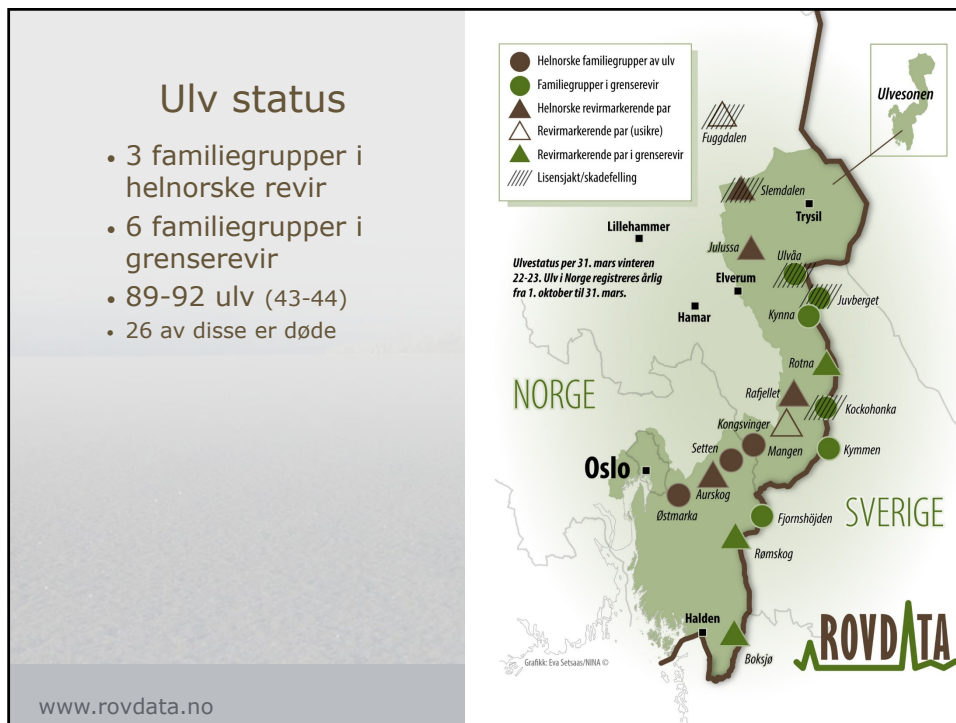 Ulv status
• 3 familiegrupper i
helnorske revir
• 6 familiegrupper i
grenserevir
• 89-92 ulv (43-44)
• 26 av disse er døde
www.rovdata.no
Helnorske familiegrupper av ulv
Familiegrupper i grenserevir
Helnorske revirmarkerende par
Revirmarkerende par (usikre)
Revirmarkerende par i grenserevir
Lisensjakt/skadefelling
Ulvesonen
Fuggdalen
Slemdalen
Trysil
Lillehammer
Julussa
Ulvåa
Ulvestatus per 31. mars vinteren
22-23. Ulv i Norge registreres årlig
fra 1. oktober til 31. mars.
Elverum
Juvberget
Hamar
Kynna
Rotna
NORGE
Rafjellet
Kockohonka
Kongsvinger
Setten
Mangen
Kymmen
Oslo
Aurskog
Østmarka
Fjornshöjden
SVERIGE
Rømskog
Halden
Boksjø
ROVDATA
Grafikk: Eva Setsaas/NINA ©